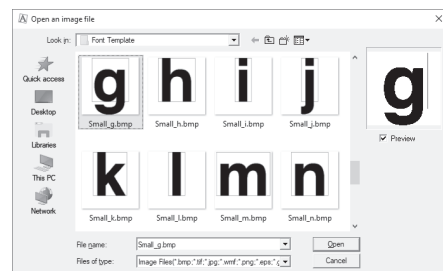 Open an image file
Look in: Font Template
Quick access
Desktop
Libraries
This PC
Network
g h i j
Small_g.bmp Small_h.bmp Small_i.bmp Small_j.bmp
k l m n
Small_k.bmp Small_l.bmp Small_m.bmp Small_n.bmp
g
Preview
File name: Small_g.bmp Open
Files of type: Image Files(*.bmp;*.tif;*.jpg;*.wmf;*.png;*.eps; Cancel